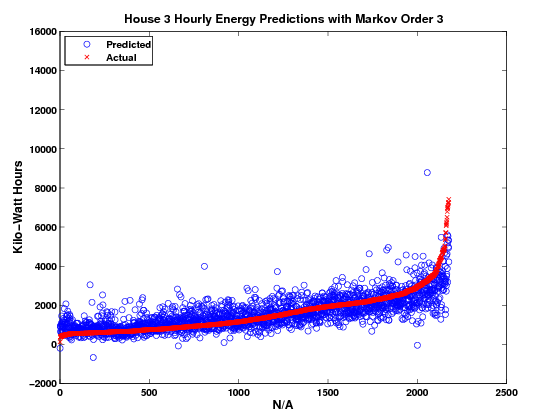 House 3 Hourly Energy Predictions with Markov Order 3
16000
14000
12000
10000
8000
6000
4000
2000
0
−2000
Kilo−Watt Hours
Predicted
Actual
0 500 1000 1500 2000 2500
N/A